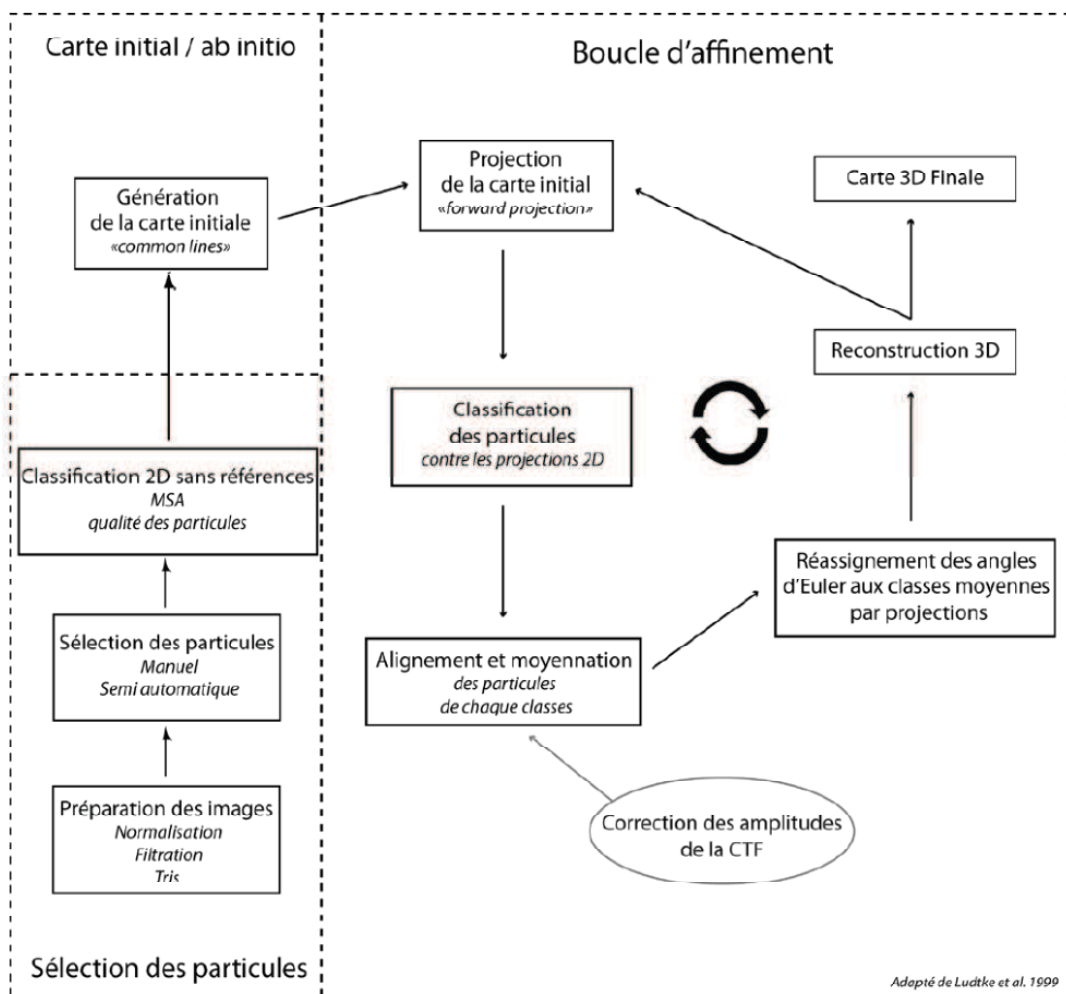 Carte initial / ab initio
Génération
de la carte initiale
«common lines»
Classification 2D sans références
MSA
qualité des particules
Sélection des particules
Manuel
Semi automatique
Préparation des images
Normalisation
Filtration
Tris
Sélection des particules
Boucle d'affinement
Projection
de la carte initial
«forward projection»
Classification
des particules
contre les projections 2D
Alignement et moyennation
des particules
de chaque classes
Correction des amplitudes
de la CTF
Réassignement des angles
d'Euler aux classes moyennes
par projections
Reconstruction 3D
Carte 3D Finale
Adapté de Ludtke et al. 1999